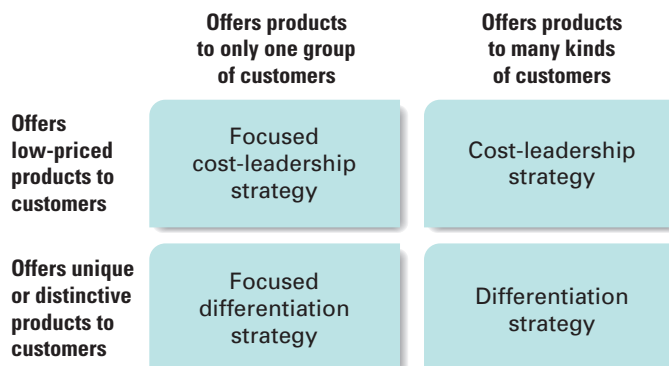 Offers products
to only one group
of customers
Offers products
to many kinds
of customers
Offers
low-priced
products to
customers
Focused
cost-leadership
strategy
Cost-leadership
strategy
Offers unique
or distinctive
products to
customers
Focused
differentiation
strategy
Differentiation
strategy